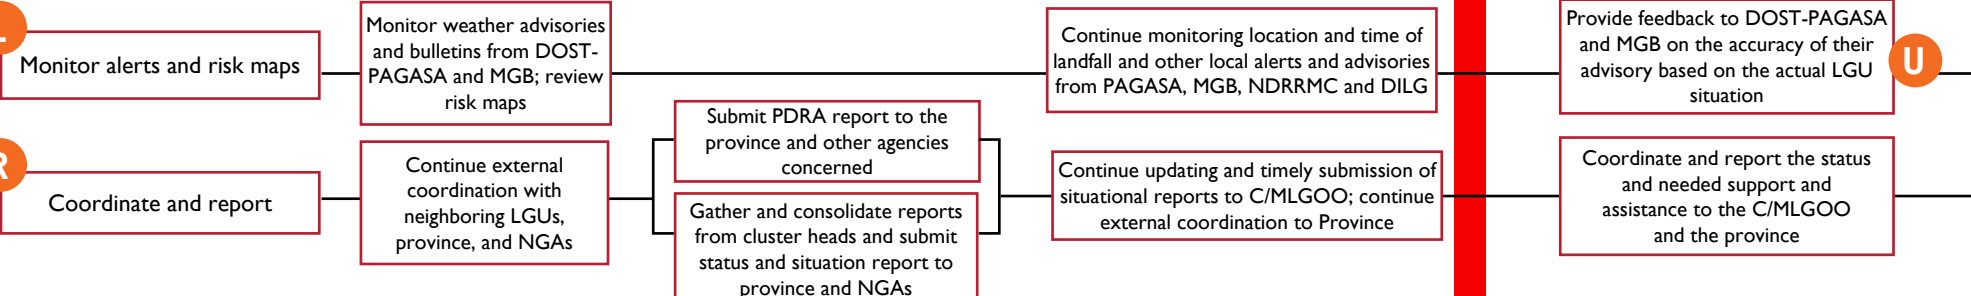 Monitor alerts and risk maps
Monitor weather advisories
and bulletins from DOST-
PAGASA and MGB; review
risk maps
Continue monitoring location and time of
landfall and other local alerts and advisories
from PAGASA, MGB, NDRRMC and DILG
Provide feedback to DOST-PAGASA
and MGB on the accuracy of their
advisory based on the actual LGU
situation
U
R
Coordinate and report
Continue external
coordination with
neighboring LGUs,
province, and NGAs
Submit PDRA report to the
province and other agencies
concerned
Gather and consolidate reports
from cluster heads and submit
status and situation report to
province and NGAs
Continue updating and timely submission of
situational reports to C/MLGOO; continue
external coordination to Province
Coordinate and report the status
and needed support and
assistance to the C/MLGOO
and the province